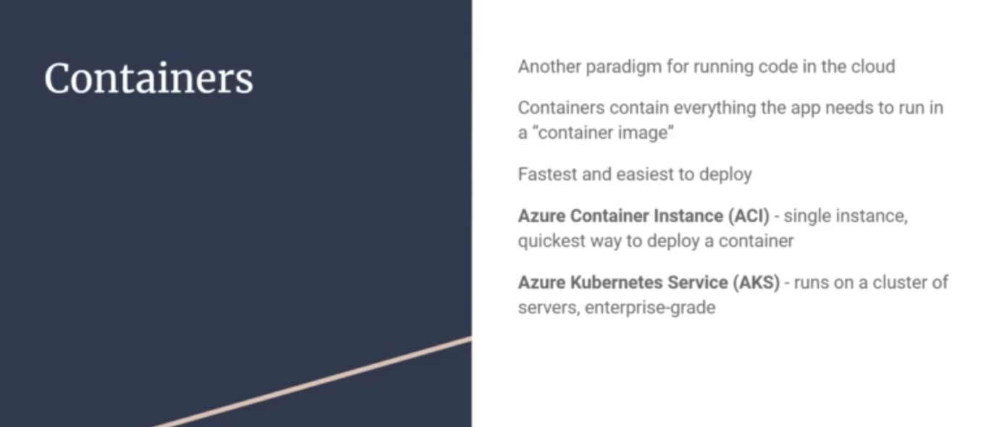 Containers
Another paradigm for running code in the cloud
Containers contain everything the app needs to run in
a “container image”
Fastest and easiest to deploy
Azure Container Instance (ACI) - single instance,
quickest way to deploy a container
Azure Kubernetes Service (AKS) - runs on a cluster of
servers, enterprise-grade